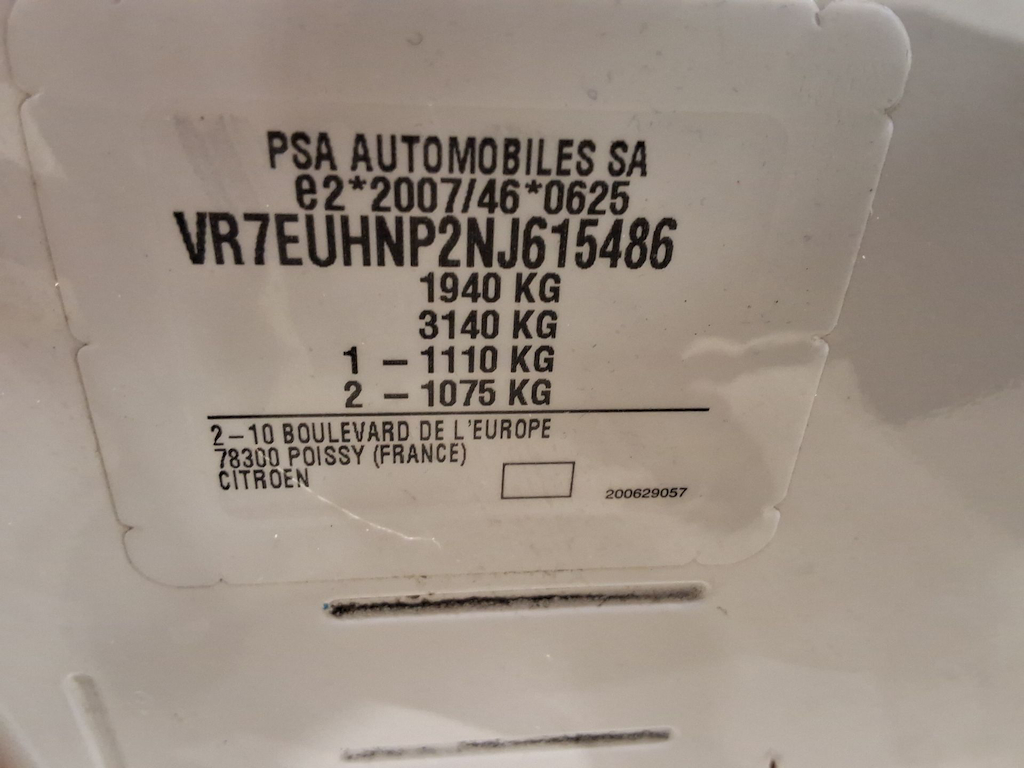 PSA AUTOMOBILES SA
e2*2007/46*0625
VR7EUHNP2NJ615486
1940 KG
3140 KG
1 – 1110 KG
2 – 1075 KG
2–10 BOULEVARD DE L'EUROPE
78300 POISSY (FRANCE)
CITROEN
200629057